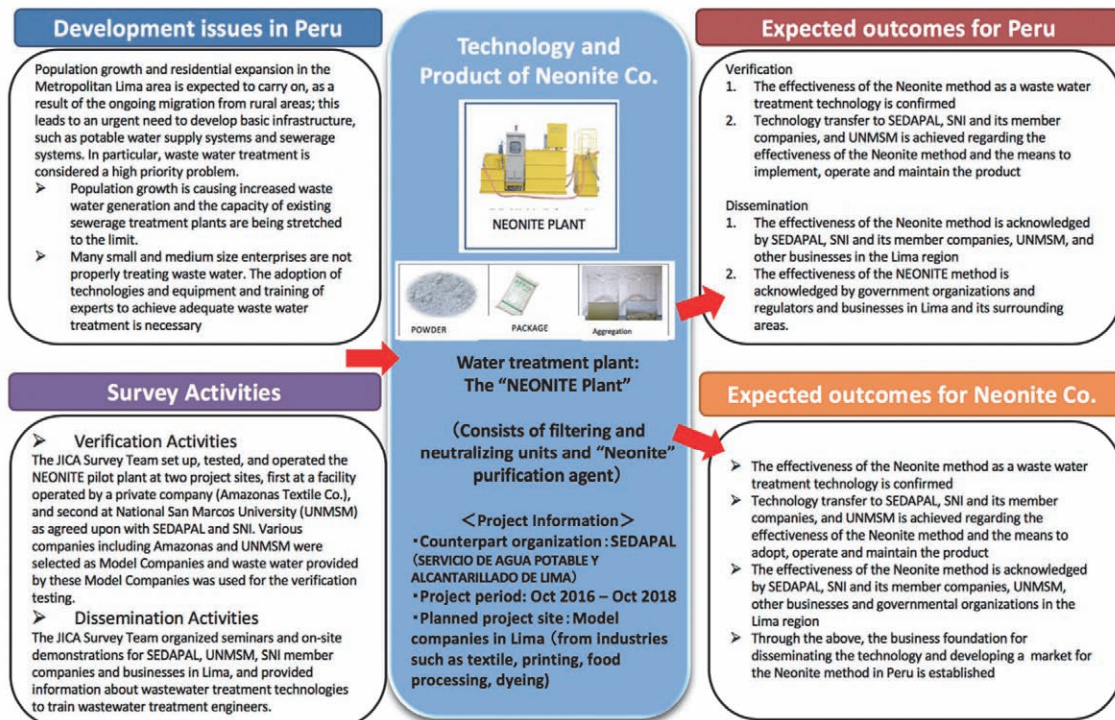 Development issues in Peru
Population growth and residential expansion in the
Metropolitan Lima area is expected to carry on, as a
result of the ongoing migration from rural areas; this
leads to an urgent need to develop basic infrastructure,
such as potable water supply systems and sewerage
systems. In particular, waste water treatment is
considered a high priority problem.
➢ Population growth is causing increased waste
water generation and the capacity of existing
sewerage treatment plants are being stretched
to the limit.
➢ Many small and medium size enterprises are not
properly treating waste water. The adoption of
technologies and equipment and training of
experts to achieve adequate waste water
treatment is necessary
Survey Activities
➢ Verification Activities
The JICA Survey Team set up, tested, and operated the
NEONITE pilot plant at two project sites, first at a facility
operated by a private company (Amazonas Textile Co.),
and second at National San Marcos University (UNMSM)
as agreed upon with SEDAPAL and SNI. Various
companies including Amazonas and UNMSM were
selected as Model Companies and waste water provided
by these Model Companies was used for the verification
testing.
➢ Dissemination Activities
The JICA Survey Team organized seminars and on-site
demonstrations for SEDAPAL, UNMSM, SNI member
companies and businesses in Lima, and provided
information about wastewater treatment technologies
to train wastewater treatment engineers.
Technology and
Product of Neonite Co.
NEONITE PLANT
POWDER
PACKAGE
Aggregation
Water treatment plant:
The “NEONITE Plant”
(Consists of filtering and
neutralizing units and “Neonite”
purification agent)
＜Project Information＞
・Counterpart organization：SEDAPAL
(SERVICIO DE AGUA POTABLE Y
ALCANTARILLADO DE LIMA)
・Project period: Oct 2016 – Oct 2018
・Planned project site：Model
companies in Lima (from industries
such as textile, printing, food
processing, dyeing)
Expected outcomes for Peru
Verification
1. The effectiveness of the Neonite method as a waste water
treatment technology is confirmed
2. Technology transfer to SEDAPAL, SNI and its member
companies, and UNMSM is achieved regarding the
effectiveness of the Neonite method and the means to
implement, operate and maintain the product
Dissemination
1. The effectiveness of the Neonite method is acknowledged
by SEDAPAL, SNI and its member companies, UNMSM, and
other businesses in the Lima region
2. The effectiveness of the NEONITE method is
acknowledged by government organizations and
regulators and businesses in Lima and its surrounding
areas.
Expected outcomes for Neonite Co.
➢ The effectiveness of the Neonite method as a waste water
treatment technology is confirmed
➢ Technology transfer to SEDAPAL, SNI and its member
companies, and UNMSM is achieved regarding the
effectiveness of the Neonite method and the means to
adopt, operate and maintain the product
➢ The effectiveness of the Neonite method is acknowledged
by SEDAPAL, SNI and its member companies, UNMSM,
other businesses and governmental organizations in the
Lima region
➢ Through the above, the business foundation for
disseminating the technology and developing a market for
the Neonite method in Peru is established